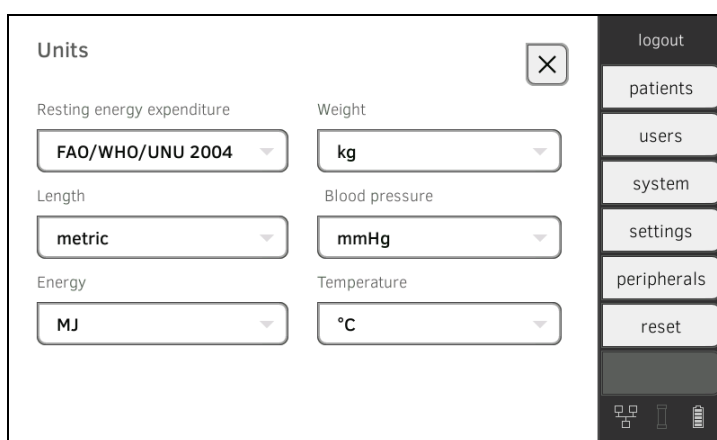 Units
Resting energy expenditure
FAO/WHO/UNU 2004
Weight
kg
Length
metric
Blood pressure
mmHg
Energy
MJ
Temperature
°C
logout
patients
users
system
settings
peripherals
reset